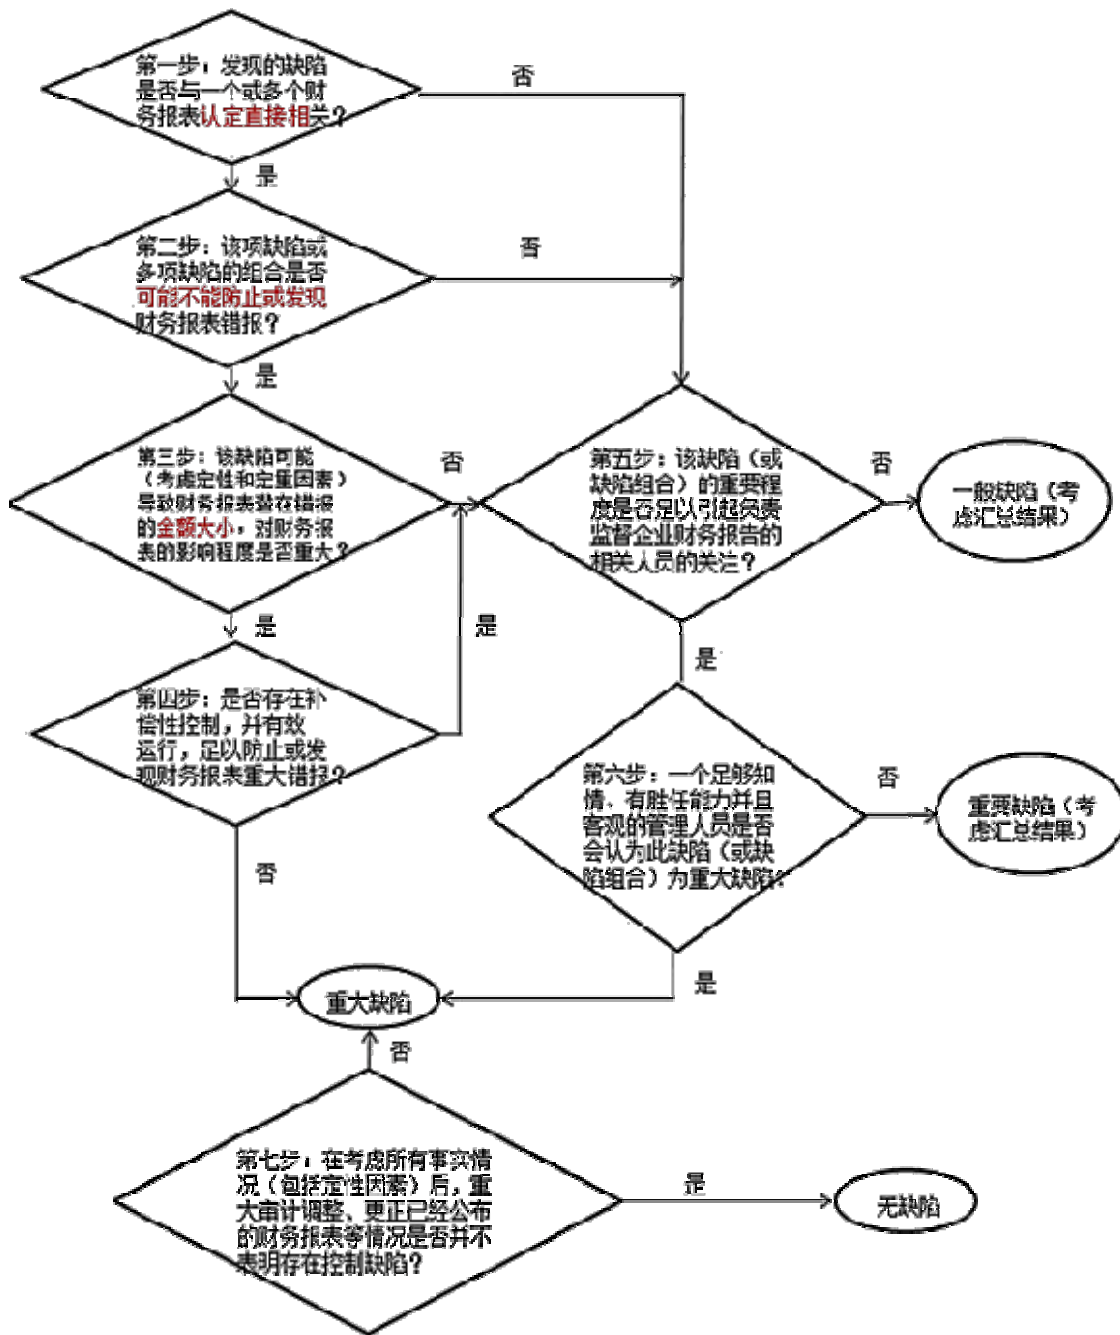 第一步：发现的缺陷
是否与一个或多个财
务报表认定直接相关？
否
是
第二步：该项缺陷或
多项缺陷的组合是否
可能不能防止或发现
财务报表错报？
否
是
第三步：该缺陷可能
（考虑定性和定量因素）
导致财务报表潜在错报
的金额大小，对财务报
表的影响程度是否重大？
否
是
第五步：该缺陷（或
缺陷组合）的重要程
度是否足以引起负责
监督企业财务报告的
相关人员的关注？
否
一般缺陷（考
虑汇总结果）
是
第四步：是否存在补
偿性控制，并有效
运行，足以防止或发
现财务报表重大错报？
是
否
第六步：一个足够知
情、有胜任能力并且
客观的管理人员是否
会认为此缺陷（或缺
陷组合）为重大缺陷？
否
重要缺陷（考
虑汇总结果）
是
重大缺陷
否
第七步：在考虑所有事实情
况（包括定性因素）后，重
大审计调整、更正已经公布
的财务报表等情况是否并不
表明存在控制缺陷？
是
无缺陷